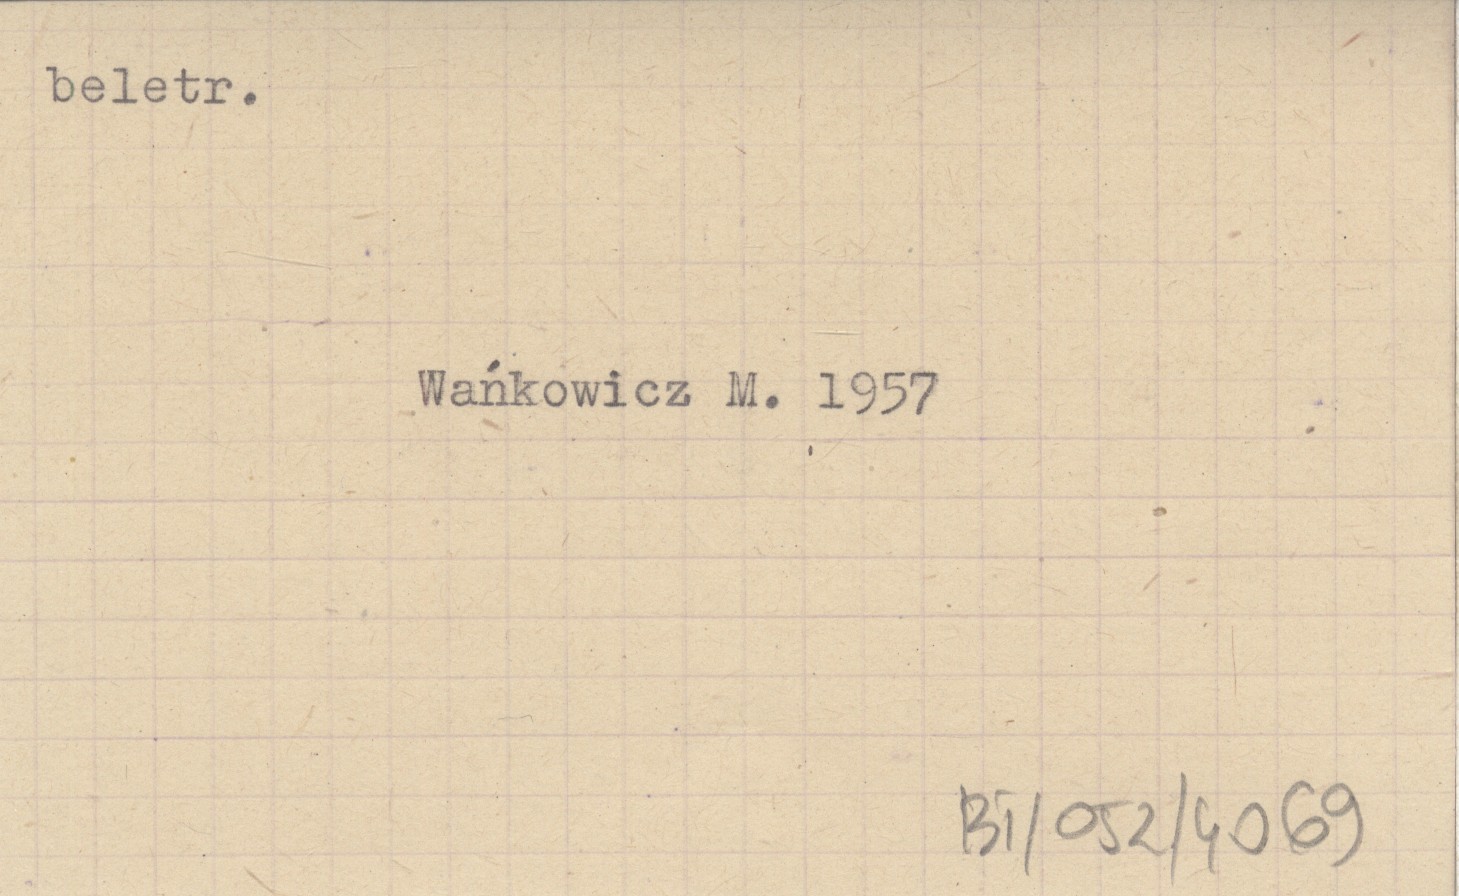 beletr.
Wańkowicz M. 1957
BI/052/4069